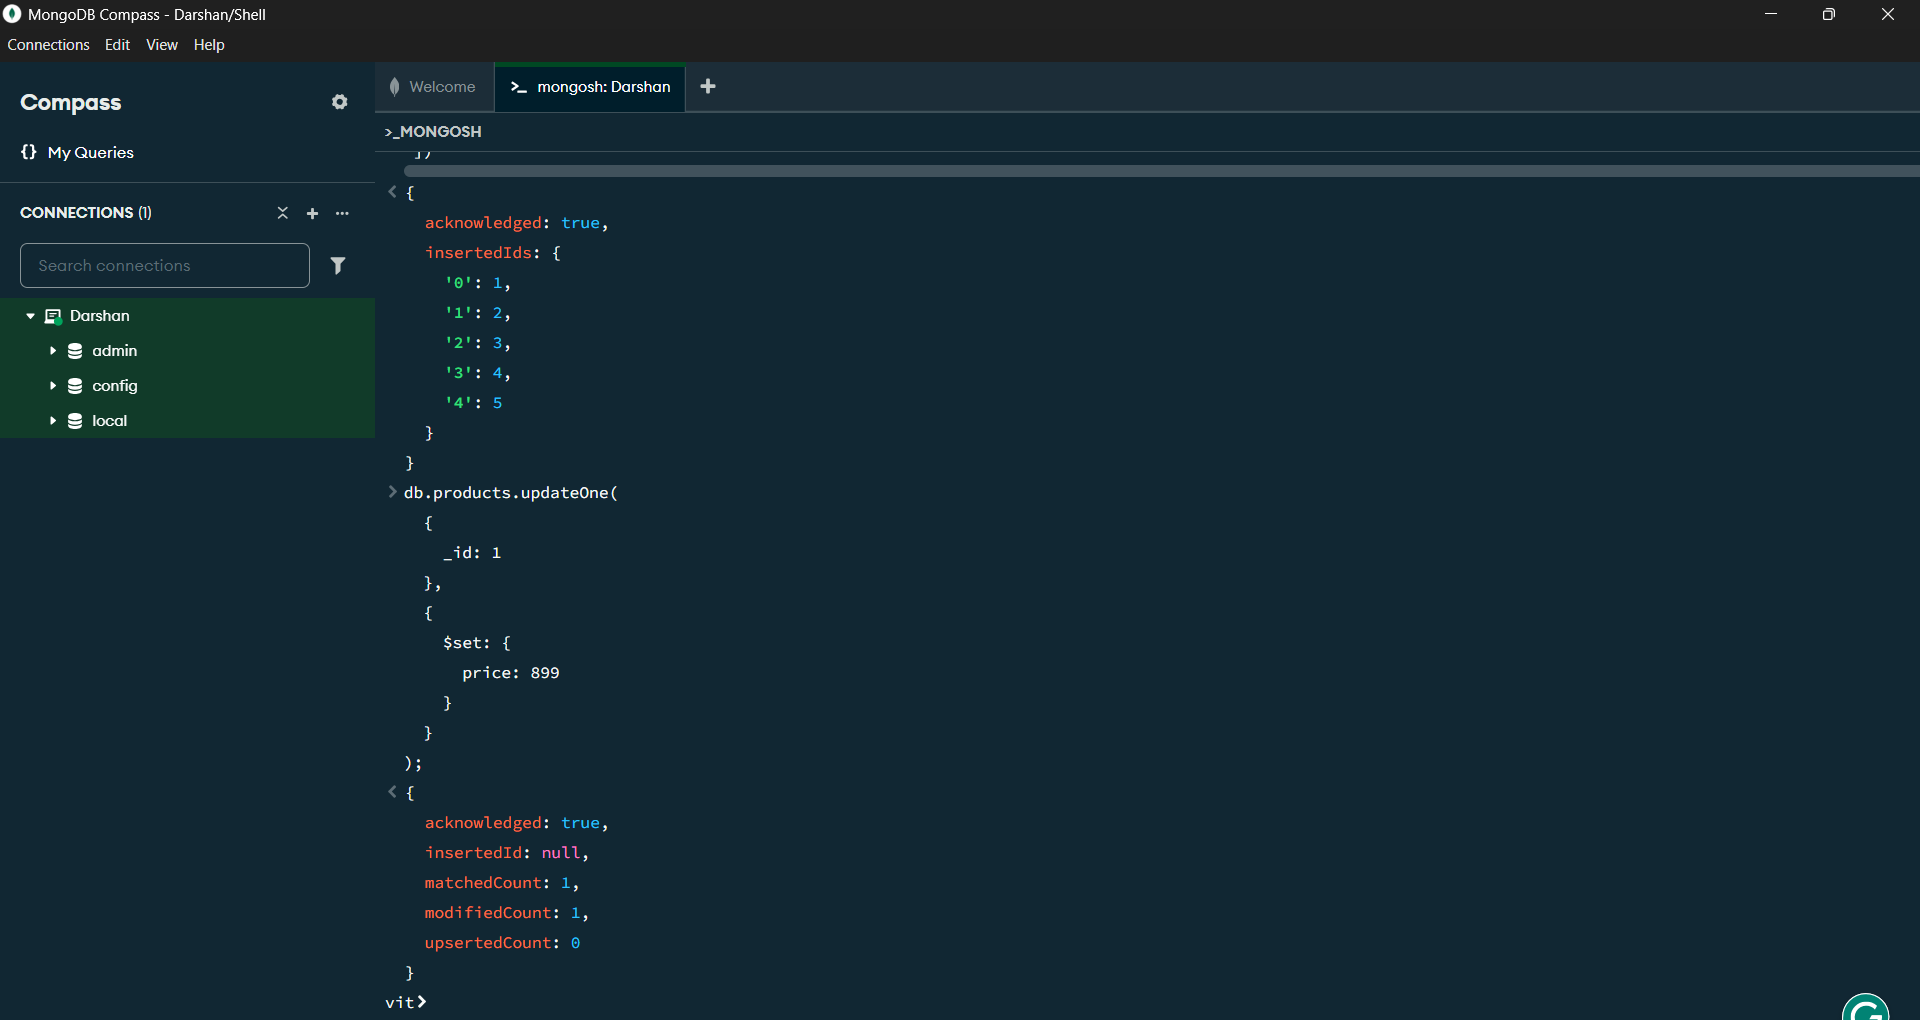 MongoDB Compass - Darshan/Shell
Connections Edit View Help
Compass
{} My Queries
CONNECTIONS (1)
Search connections
Darshan
admin
config
local
Welcome
>_ mongosh: Darshan
>_MONGOSH
])
{
acknowledged: true,
insertedIds: {
'0': 1,
'1': 2,
'2': 3,
'3': 4,
'4': 5
}
}
db.products.updateOne(
{
_id: 1
},
{
$set: {
price: 899
}
}
);
{
acknowledged: true,
insertedId: null,
matchedCount: 1,
modifiedCount: 1,
upsertedCount: 0
}
vit>